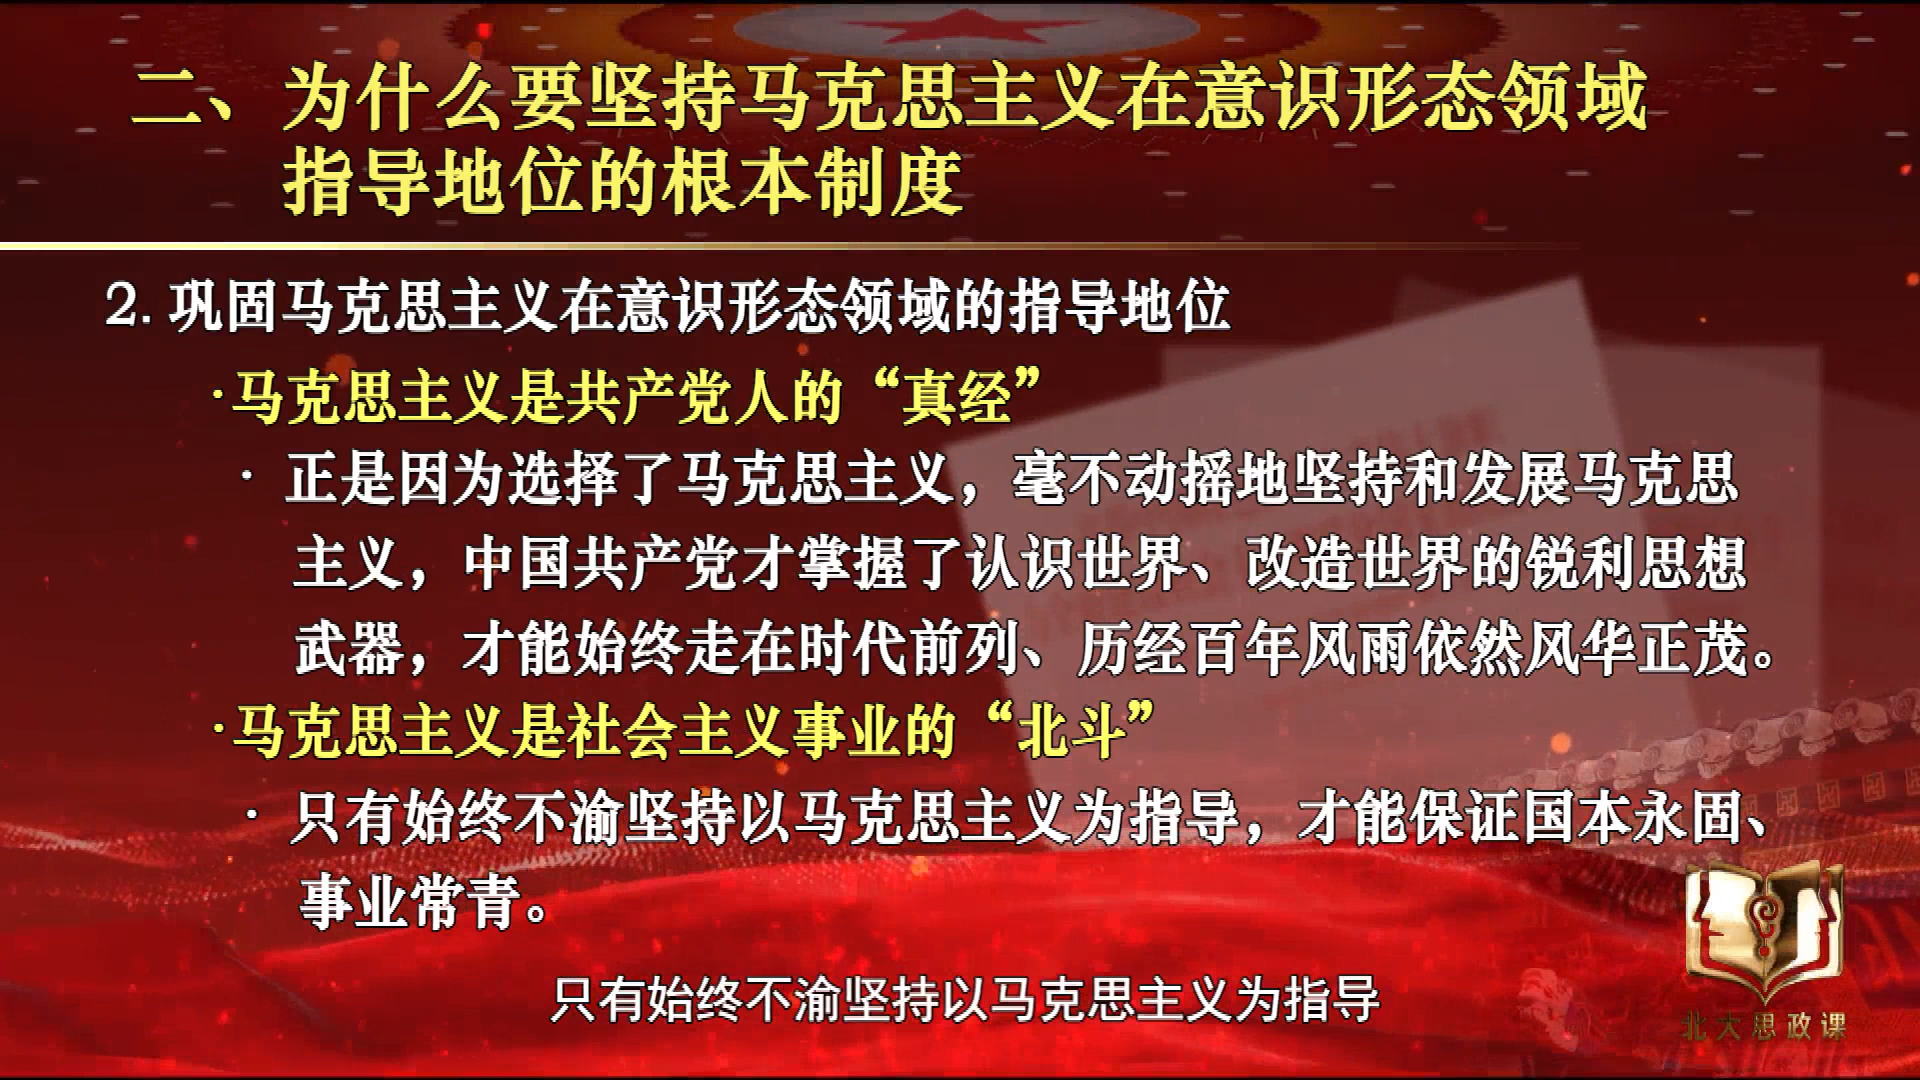 二、为什么要坚持马克思主义在意识形态领域
指导地位的根本制度
2.巩固马克思主义在意识形态领域的指导地位
·马克思主义是共产党人的“真经”
· 正是因为选择了马克思主义，毫不动摇地坚持和发展马克思
主义，中国共产党才掌握了认识世界、改造世界的锐利思想
武器，才能始终走在时代前列、历经百年风雨依然风华正茂。
·马克思主义是社会主义事业的“北斗”
· 只有始终不渝坚持以马克思主义为指导，才能保证国本永固、
事业常青。
只有始终不渝坚持以马克思主义为指导
北大思政课